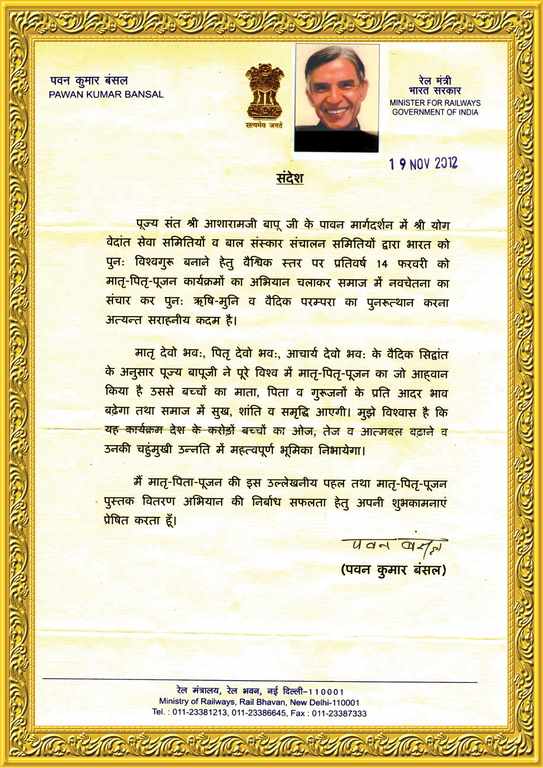 पवन कुमार बंसल
PAWAN KUMAR BANSAL
सत्यमेव जयते
रेल मंत्री
भारत सरकार
MINISTER FOR RAILWAYS
GOVERNMENT OF INDIA
19 NOV 2012
संदेश
पूज्य संत श्री आशारामजी बापू जी के पावन मार्गदर्शन में श्री योग
वेदांत सेवा समितियों व बाल संस्कार संचालन समितियों द्वारा भारत को
पुन: विश्वगुरू बनाने हेतु वैश्विक स्तर पर प्रतिवर्ष 14 फरवरी को
मातृ-पितृ-पूजन कार्यक्रमों का अभियान चलाकर समाज में नवचेतना का
संचार कर पुन: ऋषि-मुनि व वैदिक परम्परा का पुनरूत्थान करना
अत्यन्त सराहनीय कदम है।
मातृ देवो भव:, पितृ देवो भव:, आचार्य देवो भव: के वैदिक सिद्वांत
के अनुसार पूज्य बापूजी ने पूरे विश्व में मातृ-पितृ-पूजन का जो आह्वान
किया है उससे बच्चों का माता, पिता व गुरूजनों के प्रति आदर भाव
बढ़ेगा तथा समाज में सुख, शांति व समृद्वि आएगी। मुझे विश्वास है कि
यह कार्यक्रम देश के करोड़ों बच्चों का ओज, तेज व आत्मबल बढ़ाने व
उनकी चहुंमुखी उन्नति में महत्वपूर्ण भूमिका निभायेगा।
मैं मातृ-पिता-पूजन की इस उल्लेखनीय पहल तथा मातृ-पितृ-पूजन
पुस्तक वितरण अभियान की निर्बाध सफलता हेतु अपनी शुभकामनाएं
प्रेषित करता हूँ।
पवन बंसल
(पवन कुमार बंसल)
रेल मंत्रालय, रेल भवन, नई दिल्ली-110001
Ministry of Railways, Rail Bhavan, New Delhi-110001
Tel. : 011-23381213, 011-23386645, Fax : 011-23387333